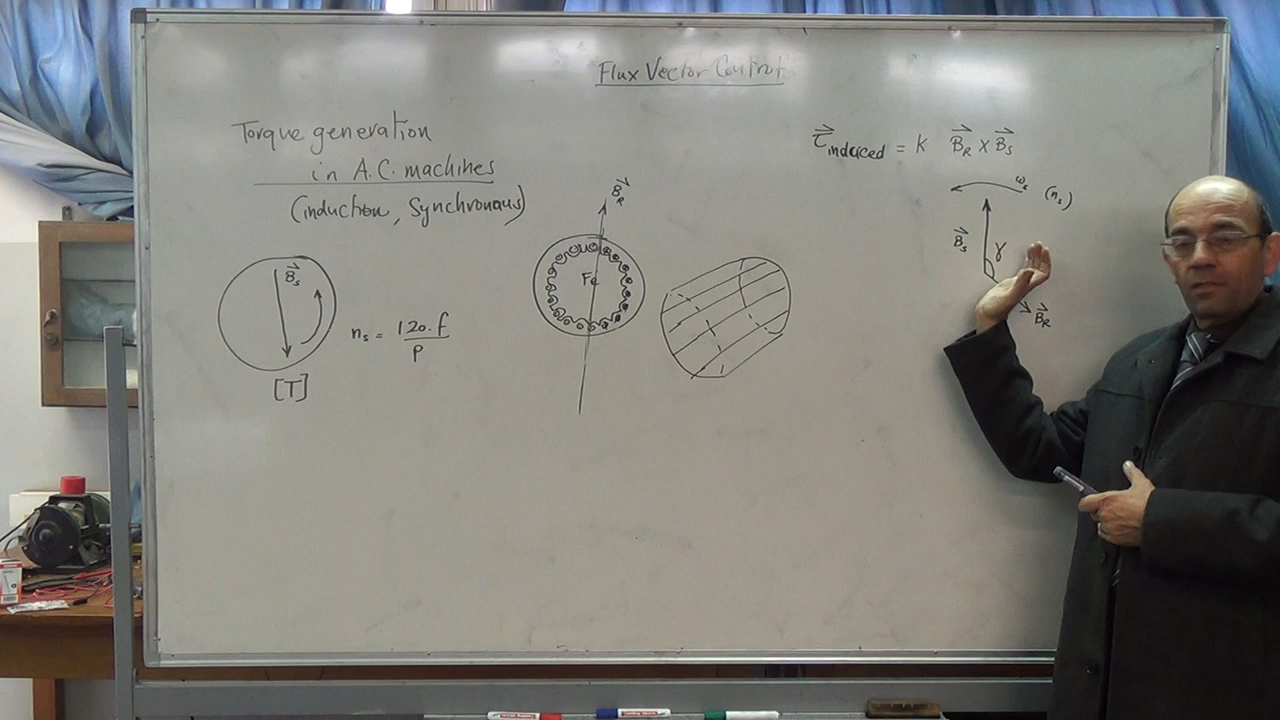 Flux Vector Control
Torque generation
in A.C. machines
(induction, Synchronous)
B⃗s
[T]
ns = 120.f / P
B⃗R
Fe
τ⃗induced = K B⃗R × B⃗s
ωs (ns)
B⃗s
γ
B⃗R